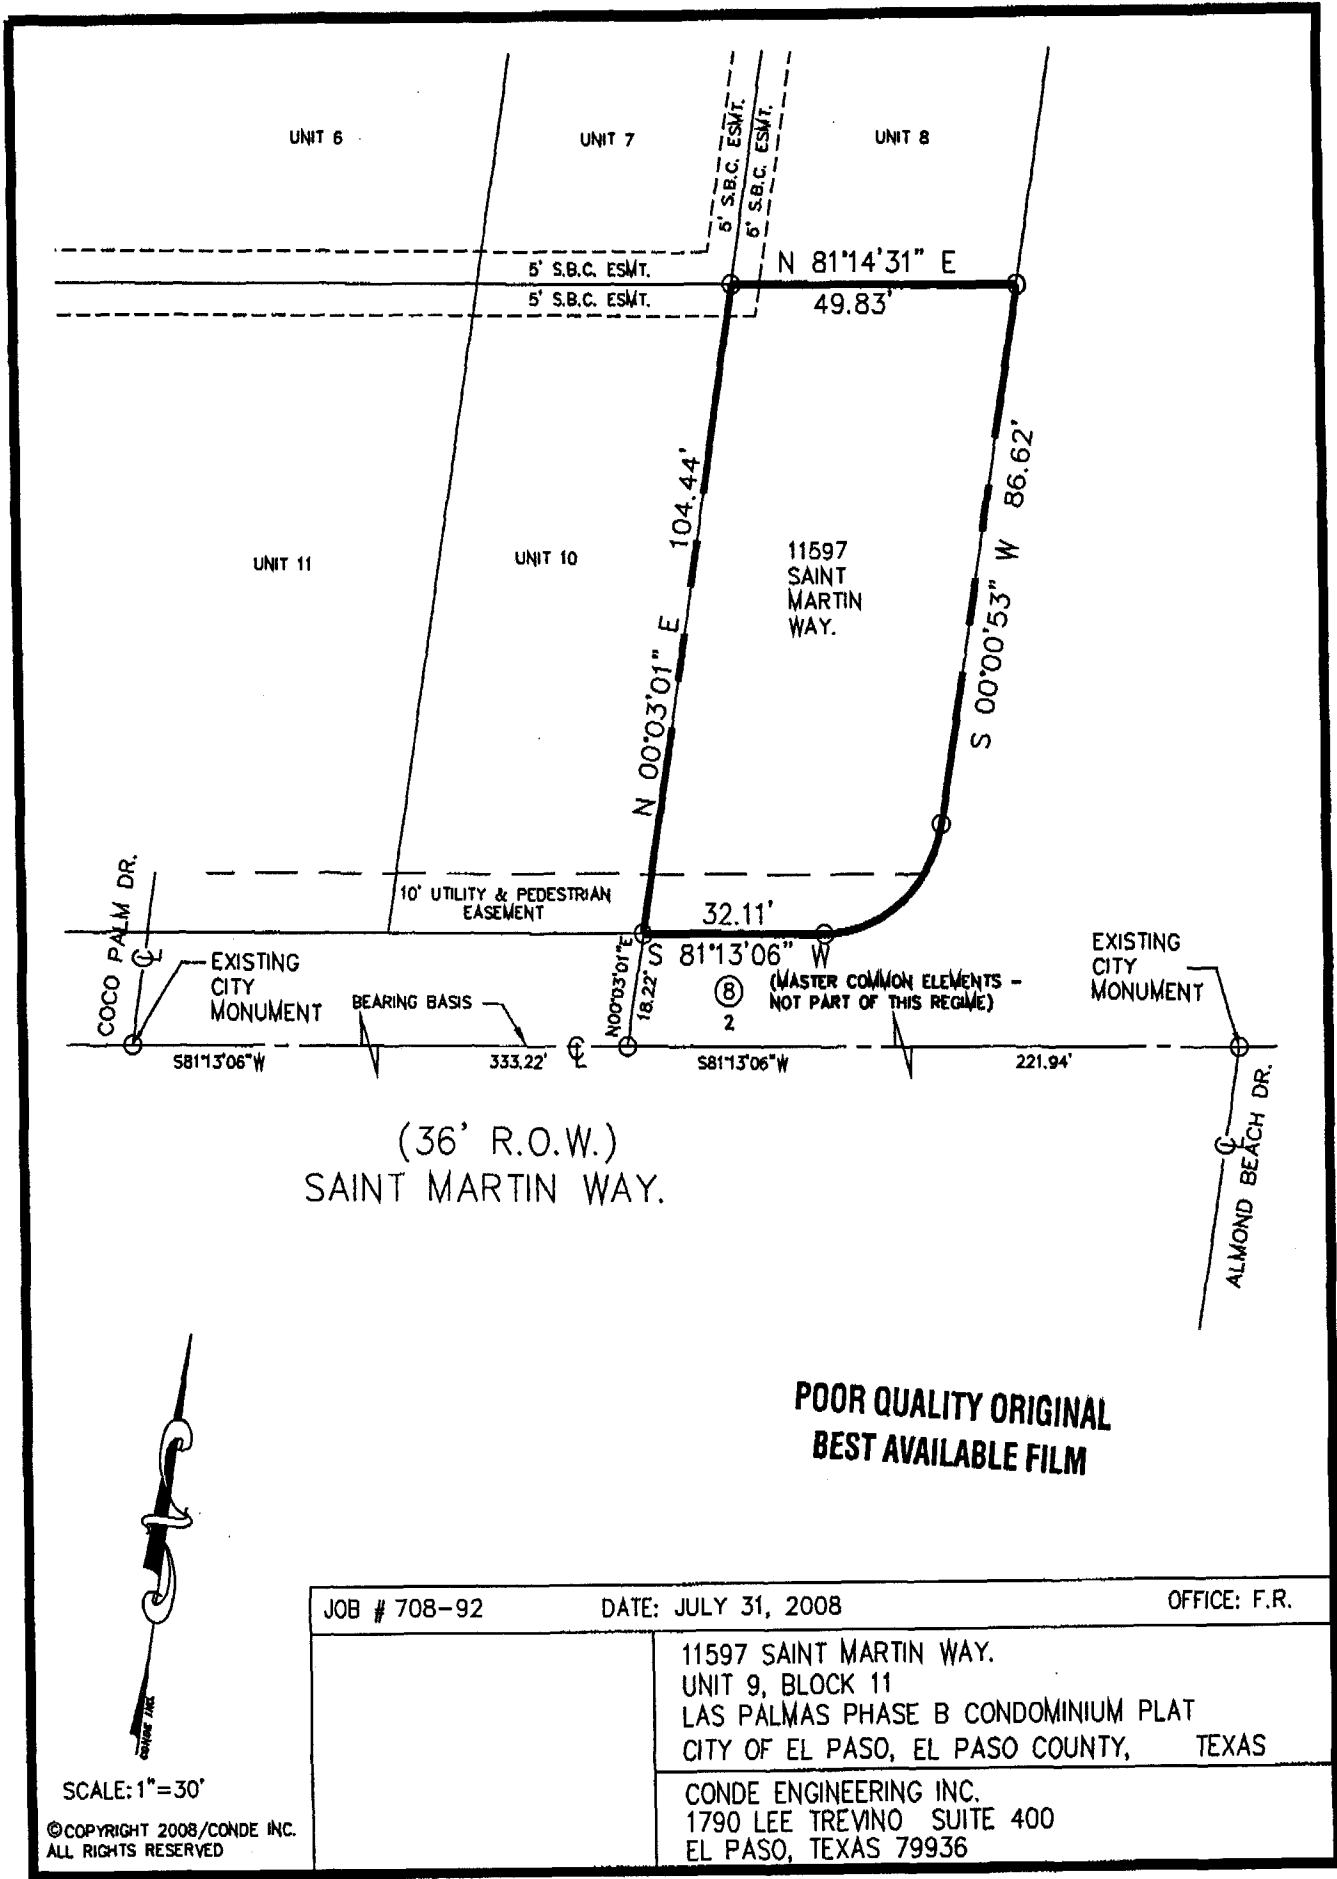 UNIT 6
UNIT 7
UNIT 8
5' S.B.C. ESMT.
5' S.B.C. ESMT.
5' S.B.C. ESMT.
5' S.B.C. ESMT.
N 81°14'31" E
49.83'
104.44'
N 00°03'01" E
S 00°00'53" W 86.62'
UNIT 11
UNIT 10
11597
SAINT
MARTIN
WAY.
10' UTILITY & PEDESTRIAN
EASEMENT
32.11'
S 81°13'06" W
COCO PALM DR.
EXISTING
CITY
MONUMENT
BEARING BASIS
N00°03'01"E
18.22'
8
2
(MASTER COMMON ELEMENTS -
NOT PART OF THIS REGIME)
EXISTING
CITY
MONUMENT
S81°13'06"W
333.22'
S81°13'06"W
221.94'
ALMOND BEACH DR.
(36' R.O.W.)
SAINT MARTIN WAY.
POOR QUALITY ORIGINAL
BEST AVAILABLE FILM
CONDE INC.
SCALE: 1"=30'
©COPYRIGHT 2008/CONDE INC.
ALL RIGHTS RESERVED
JOB # 708-92 DATE: JULY 31, 2008 OFFICE: F.R.
11597 SAINT MARTIN WAY.
UNIT 9, BLOCK 11
LAS PALMAS PHASE B CONDOMINIUM PLAT
CITY OF EL PASO, EL PASO COUNTY, TEXAS
CONDE ENGINEERING INC.
1790 LEE TREVINO SUITE 400
EL PASO, TEXAS 79936